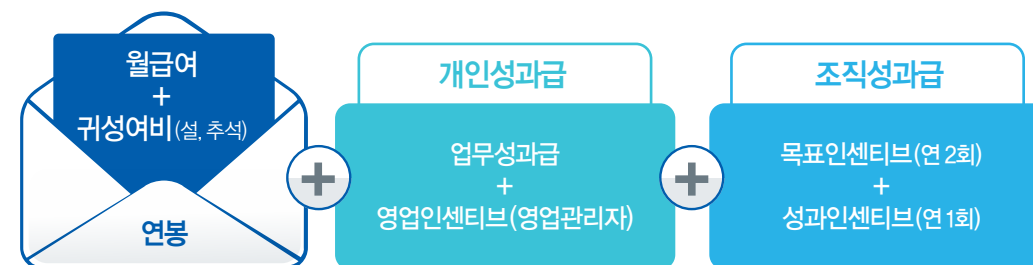 월급여
+
귀성여비(설, 추석)
연봉
+
개인성과급
업무성과급
+
영업인센티브(영업관리자)
+
조직성과급
목표인센티브(연 2회)
+
성과인센티브(연 1회)